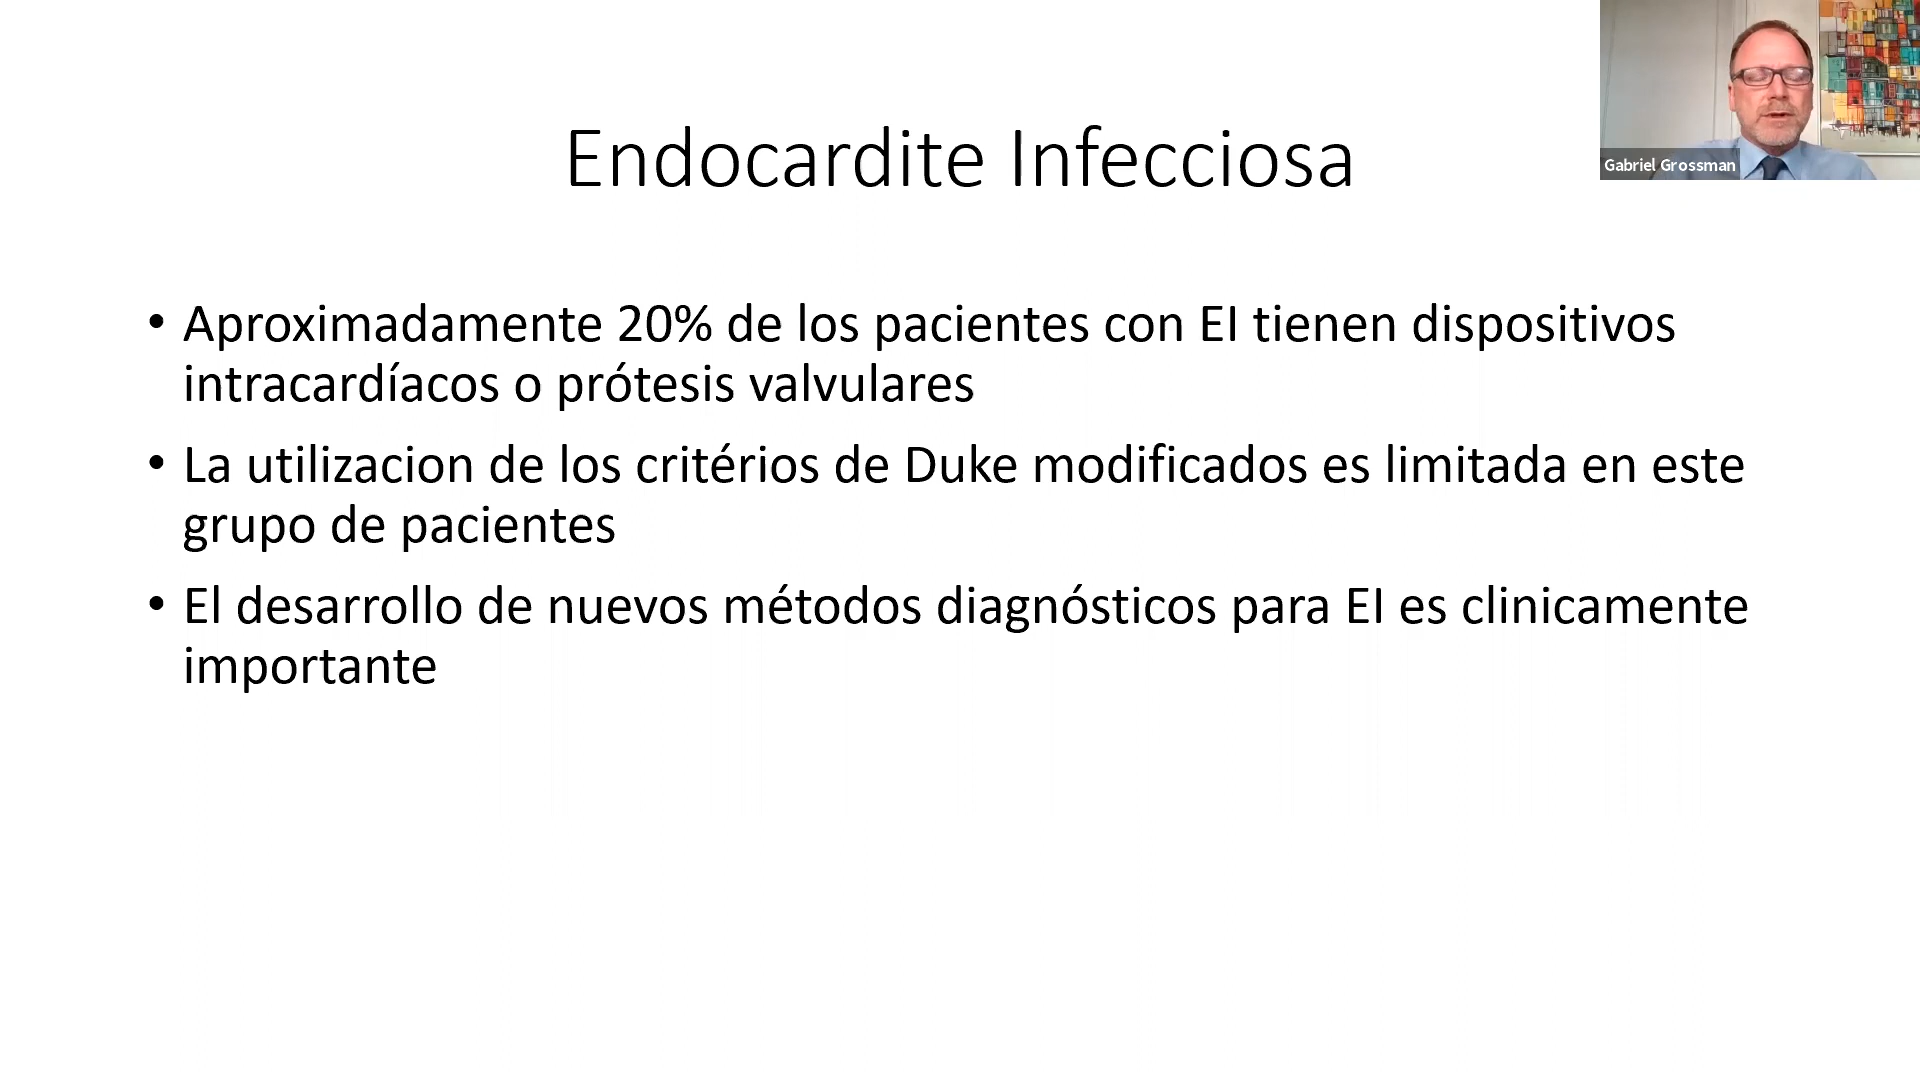 Endocardite Infecciosa
• Aproximadamente 20% de los pacientes con EI tienen dispositivos
intracardíacos o prótesis valvulares
• La utilizacion de los critérios de Duke modificados es limitada en este
grupo de pacientes
• El desarrollo de nuevos métodos diagnósticos para EI es clinicamente
importante
Gabriel Grossman